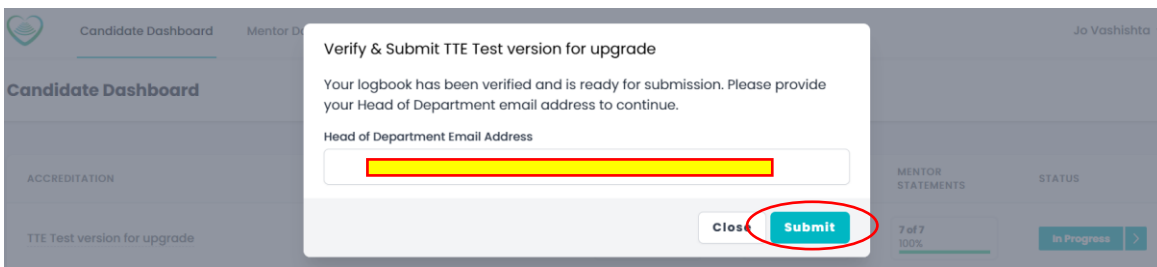 Candidate Dashboard
Mentor D
Jo Vashishta
Candidate Dashboard
Verify & Submit TTE Test version for upgrade
Your logbook has been verified and is ready for submission. Please provide
your Head of Department email address to continue.
Head of Department Email Address
Close
Submit
ACCREDITATION
MENTOR
STATEMENTS
STATUS
TTE Test version for upgrade
7 of 7
100%
In Progress